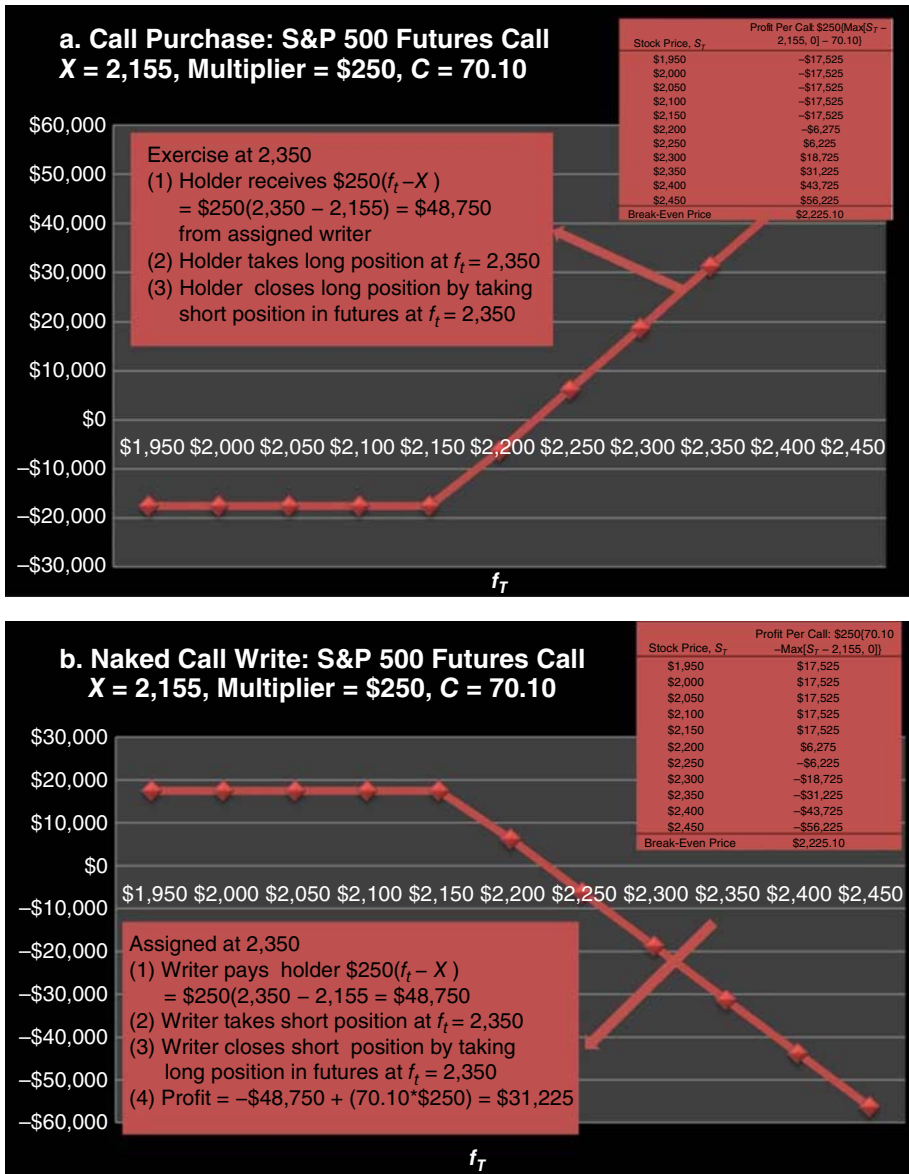 a. Call Purchase: S&P 500 Futures Call
X = 2,155, Multiplier = $250, C = 70.10
Stock Price, S_T
Profit Per Call: $250{Max[S_T –
2,155, 0] – 70.10}
$1,950 –$17,525
$2,000 –$17,525
$2,050 –$17,525
$2,100 –$17,525
$2,150 –$17,525
$2,200 –$6,275
$2,250 $6,225
$2,300 $18,725
$2,350 $31,225
$2,400 $43,725
$2,450 $56,225
Break-Even Price $2,225.10
$60,000
$50,000
$40,000
$30,000
$20,000
$10,000
$0
–$10,000
–$20,000
–$30,000
Exercise at 2,350
(1) Holder receives $250(f_t –X )
= $250(2,350 – 2,155) = $48,750
from assigned writer
(2) Holder takes long position at f_t = 2,350
(3) Holder closes long position by taking
short position in futures at f_t = 2,350
$1,950 $2,000 $2,050 $2,100 $2,150 $2,200 $2,250 $2,300 $2,350 $2,400 $2,450
f_T
b. Naked Call Write: S&P 500 Futures Call
X = 2,155, Multiplier = $250, C = 70.10
Stock Price, S_T
Profit Per Call: $250{70.10
–Max[S_T – 2,155, 0]}
$1,950 $17,525
$2,000 $17,525
$2,050 $17,525
$2,100 $17,525
$2,150 $17,525
$2,200 $6,275
$2,250 –$6,225
$2,300 –$18,725
$2,350 –$31,225
$2,400 –$43,725
$2,450 –$56,225
Break-Even Price $2,225.10
$30,000
$20,000
$10,000
$0
–$10,000
–$20,000
–$30,000
–$40,000
–$50,000
–$60,000
$1,950 $2,000 $2,050 $2,100 $2,150 $2,200 $2,250 $2,300 $2,350 $2,400 $2,450
Assigned at 2,350
(1) Writer pays holder $250(f_t – X )
= $250(2,350 – 2,155 = $48,750
(2) Writer takes short position at f_t = 2,350
(3) Writer closes short position by taking
long position in futures at f_t = 2,350
(4) Profit = –$48,750 + (70.10*$250) = $31,225
f_T